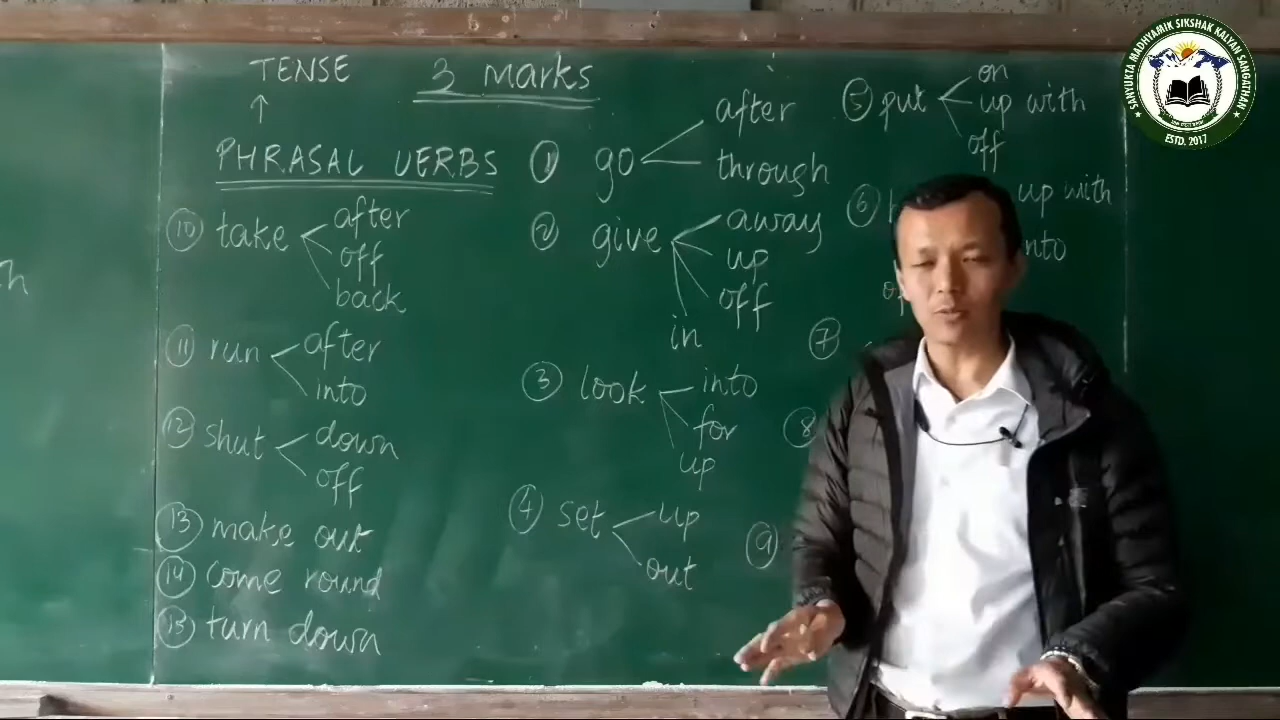 TENSE
3 marks
PHRASAL VERBS
① go
after
through
② give
away
up
off
in
③ look
into
for
up
④ set
up
out
⑤ put
on
up with
off
⑥
up with
⑦
⑧
⑨
⑩ take
after
off
back
⑪ run
after
into
⑫ shut
down
off
⑬ make out
⑭ come round
⑮ turn down
SANYUKTA MADHYAMIK SIKSHAK KALYAN SANGATHAN
ESTD. 2017